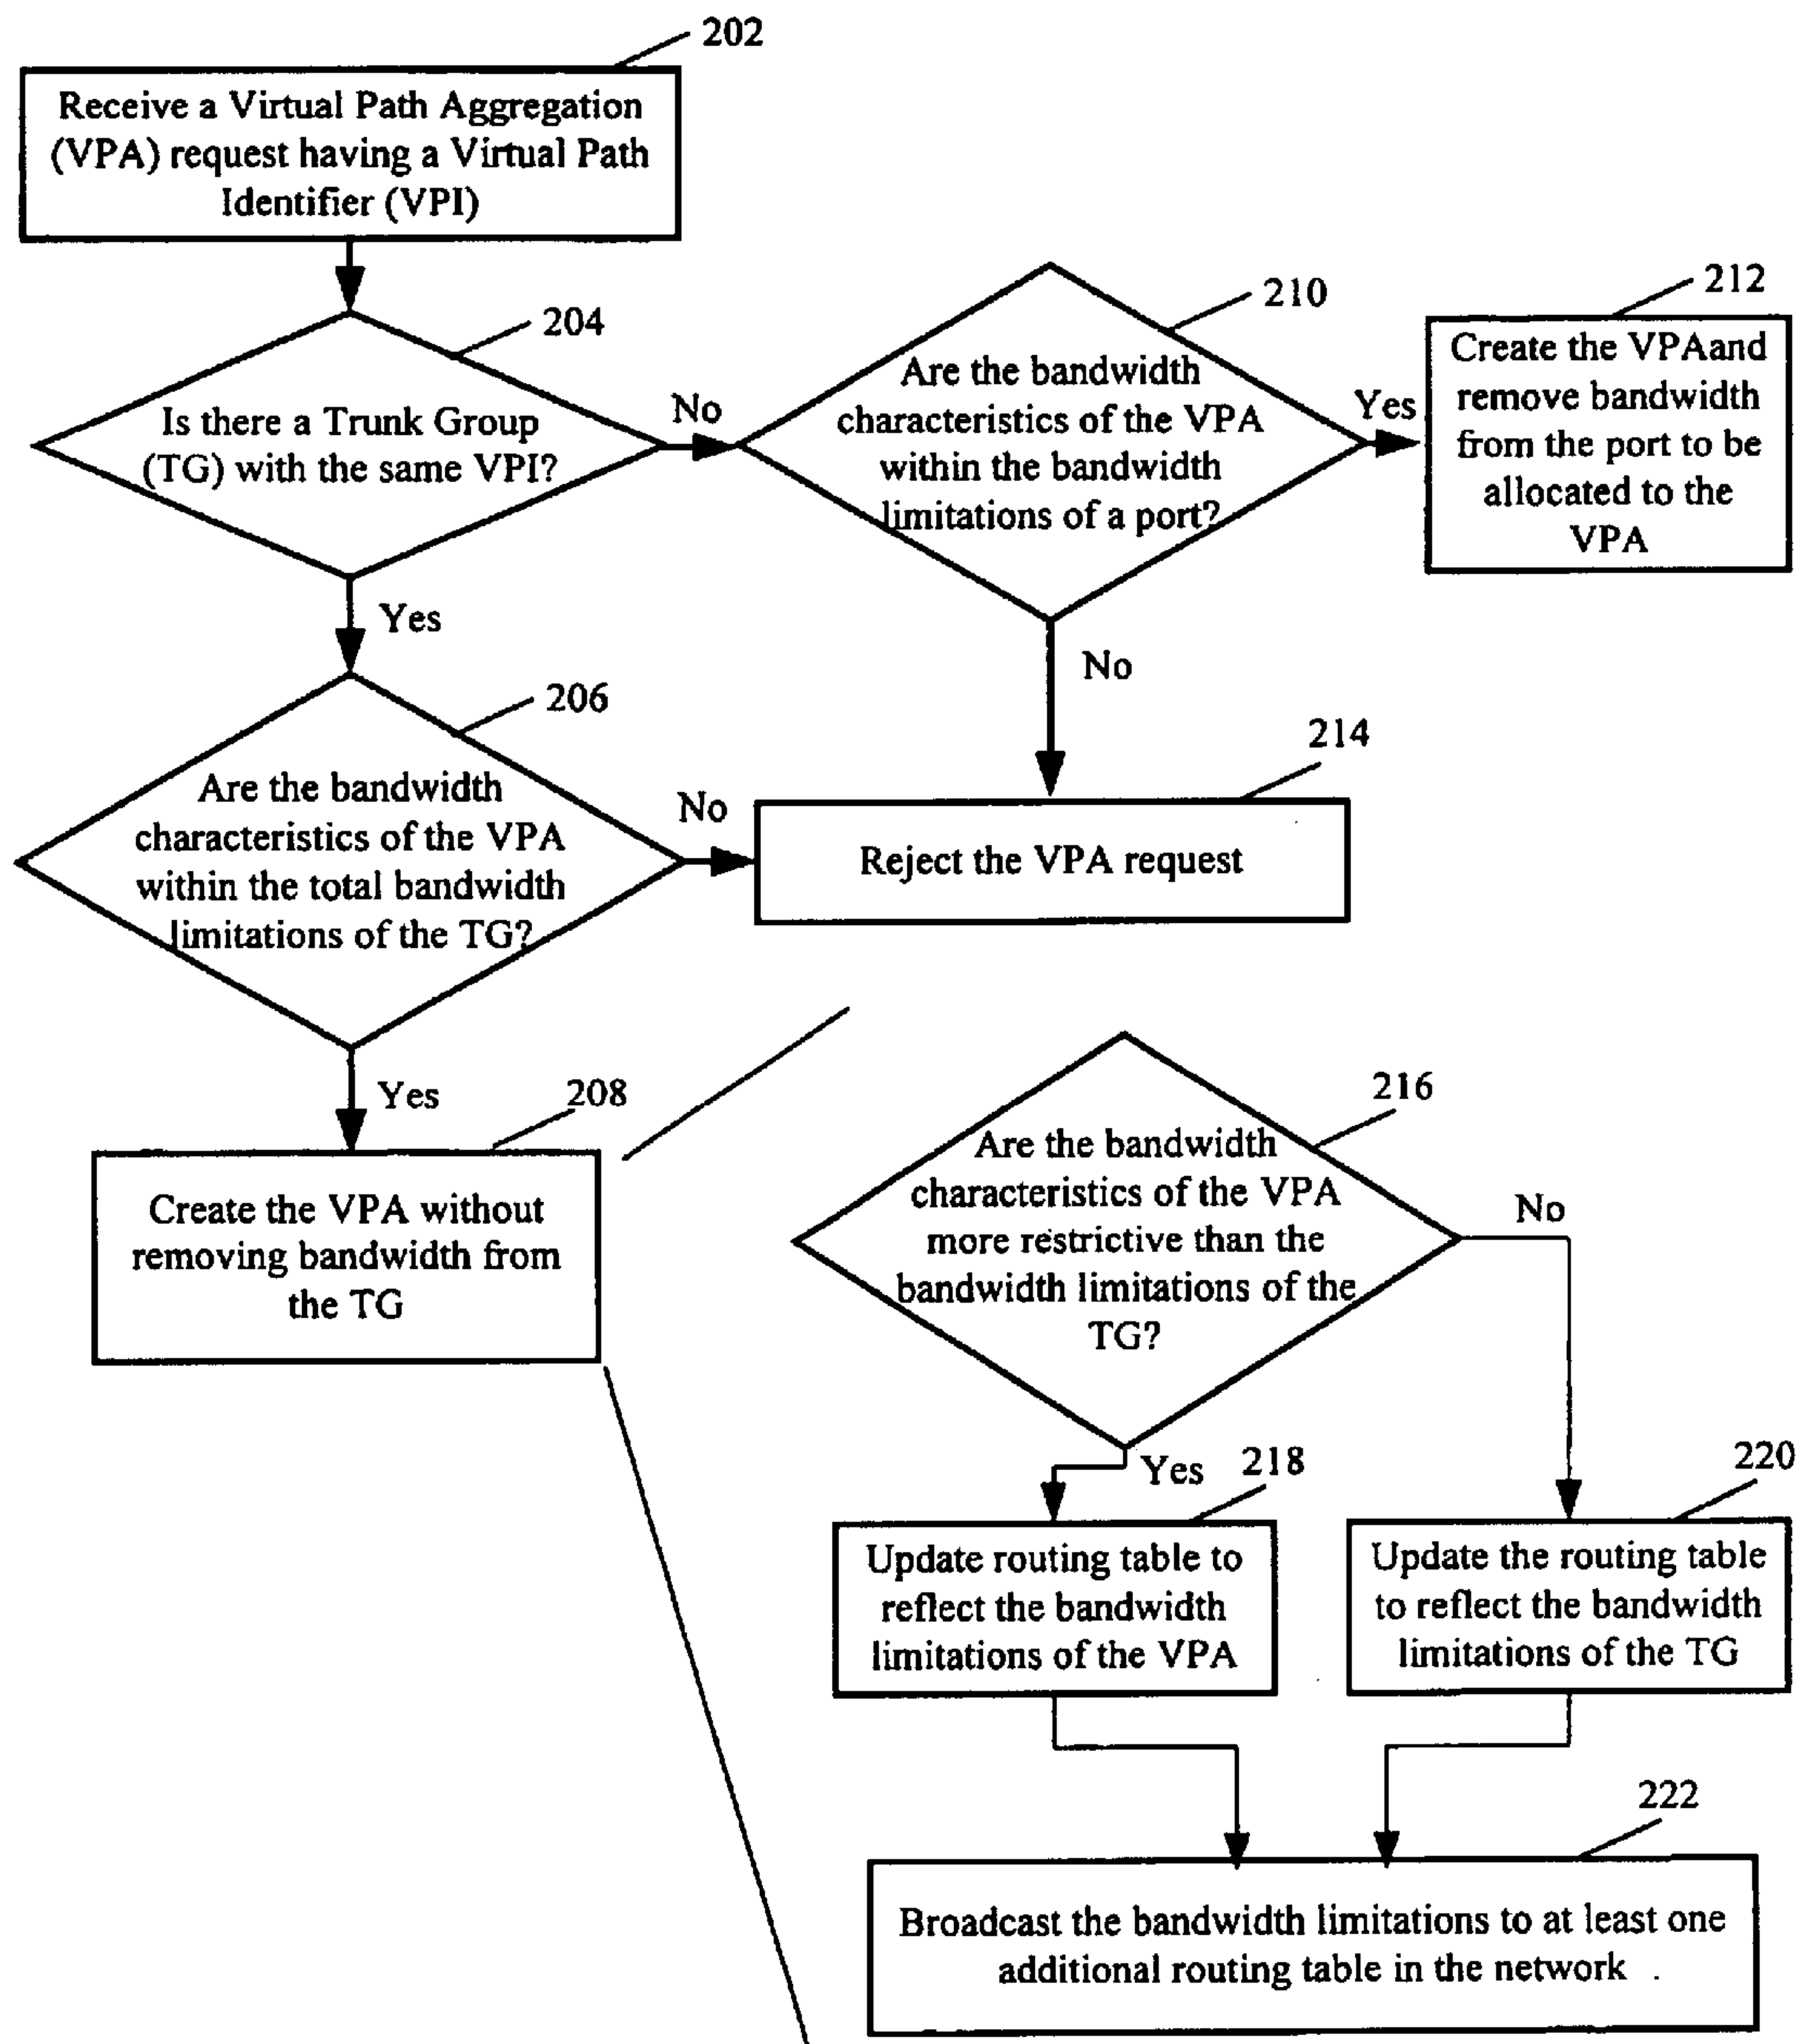 202
Receive a Virtual Path Aggregation
(VPA) request having a Virtual Path
Identifier (VPI)
204
Is there a Trunk Group
(TG) with the same VPI?
No
Yes
210
Are the bandwidth
characteristics of the VPA
within the bandwidth
limitations of a port?
Yes
No
212
Create the VPAand
remove bandwidth
from the port to be
allocated to the
VPA
206
Are the bandwidth
characteristics of the VPA
within the total bandwidth
limitations of the TG?
No
Yes
214
Reject the VPA request
208
Create the VPA without
removing bandwidth from
the TG
216
Are the bandwidth
characteristics of the VPA
more restrictive than the
bandwidth limitations of the
TG?
No
Yes
218
Update routing table to
reflect the bandwidth
limitations of the VPA
220
Update the routing table
to reflect the bandwidth
limitations of the TG
222
Broadcast the bandwidth limitations to at least one
additional routing table in the network .